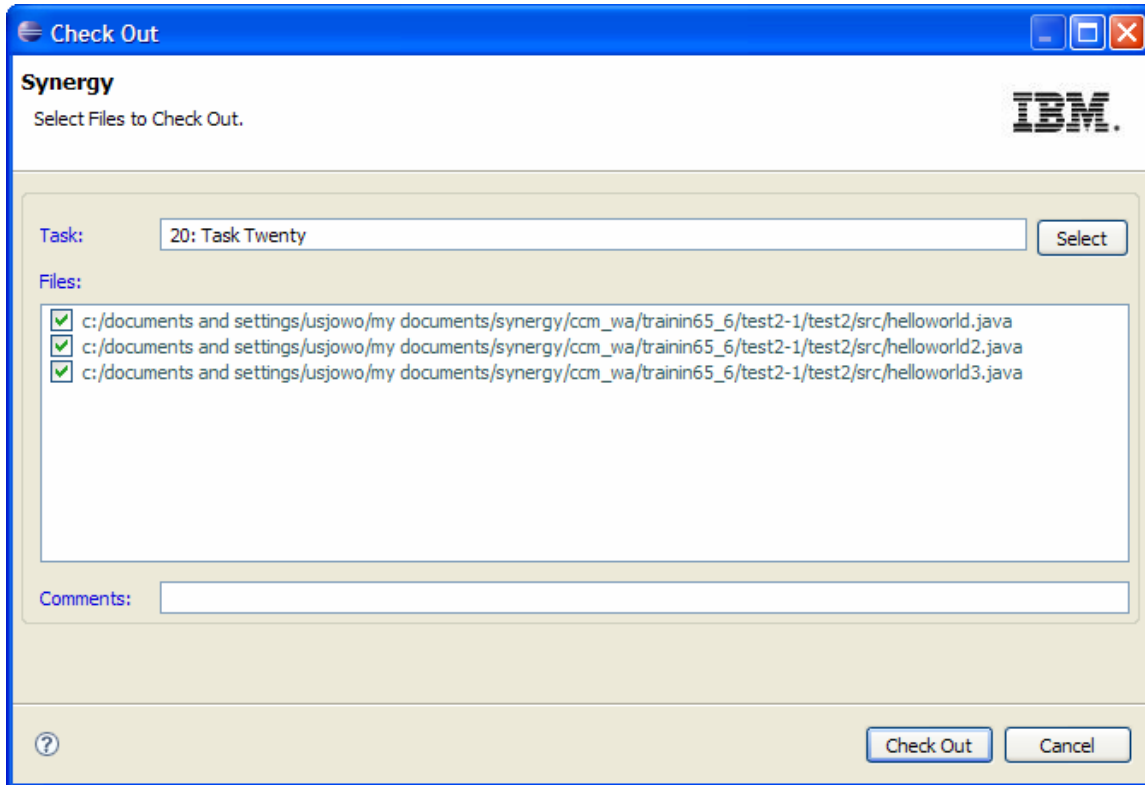 Check Out
Synergy
Select Files to Check Out.
IBM.
Task: 20: Task Twenty Select
Files:
c:/documents and settings/usjowo/my documents/synergy/ccm_wa/trainin65_6/test2-1/test2/src/helloworld.java
c:/documents and settings/usjowo/my documents/synergy/ccm_wa/trainin65_6/test2-1/test2/src/helloworld2.java
c:/documents and settings/usjowo/my documents/synergy/ccm_wa/trainin65_6/test2-1/test2/src/helloworld3.java
Comments:
? Check Out Cancel